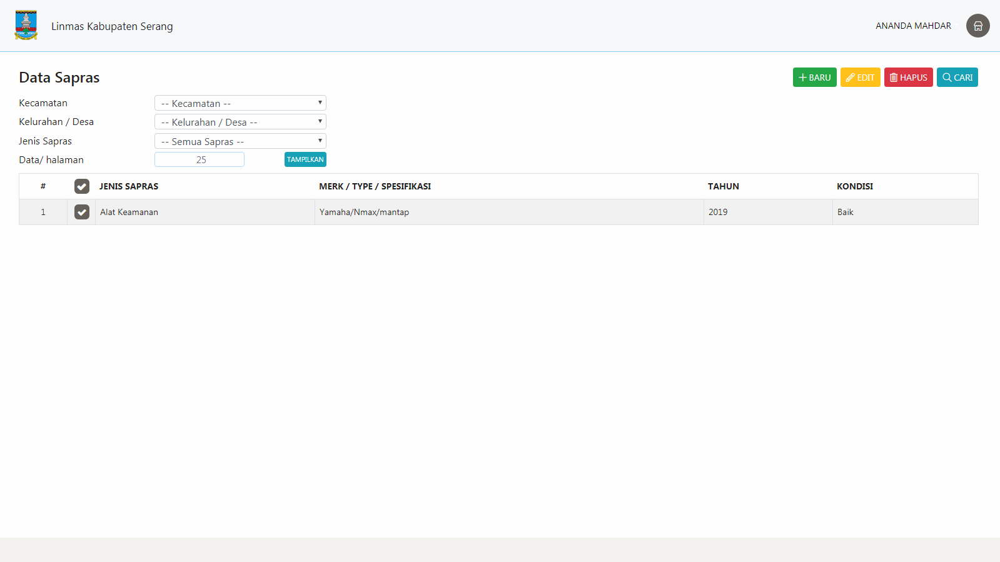 Linmas Kabupaten Serang
ANANDA MAHDAR
Data Sapras
BARU EDIT HAPUS CARI
Kecamatan -- Kecamatan --
Kelurahan / Desa -- Kelurahan / Desa --
Jenis Sapras -- Semua Sapras --
Data/ halaman 25 TAMPILKAN
# JENIS SAPRAS MERK / TYPE / SPESIFIKASI TAHUN KONDISI
1 Alat Keamanan Yamaha/Nmax/mantap 2019 Baik